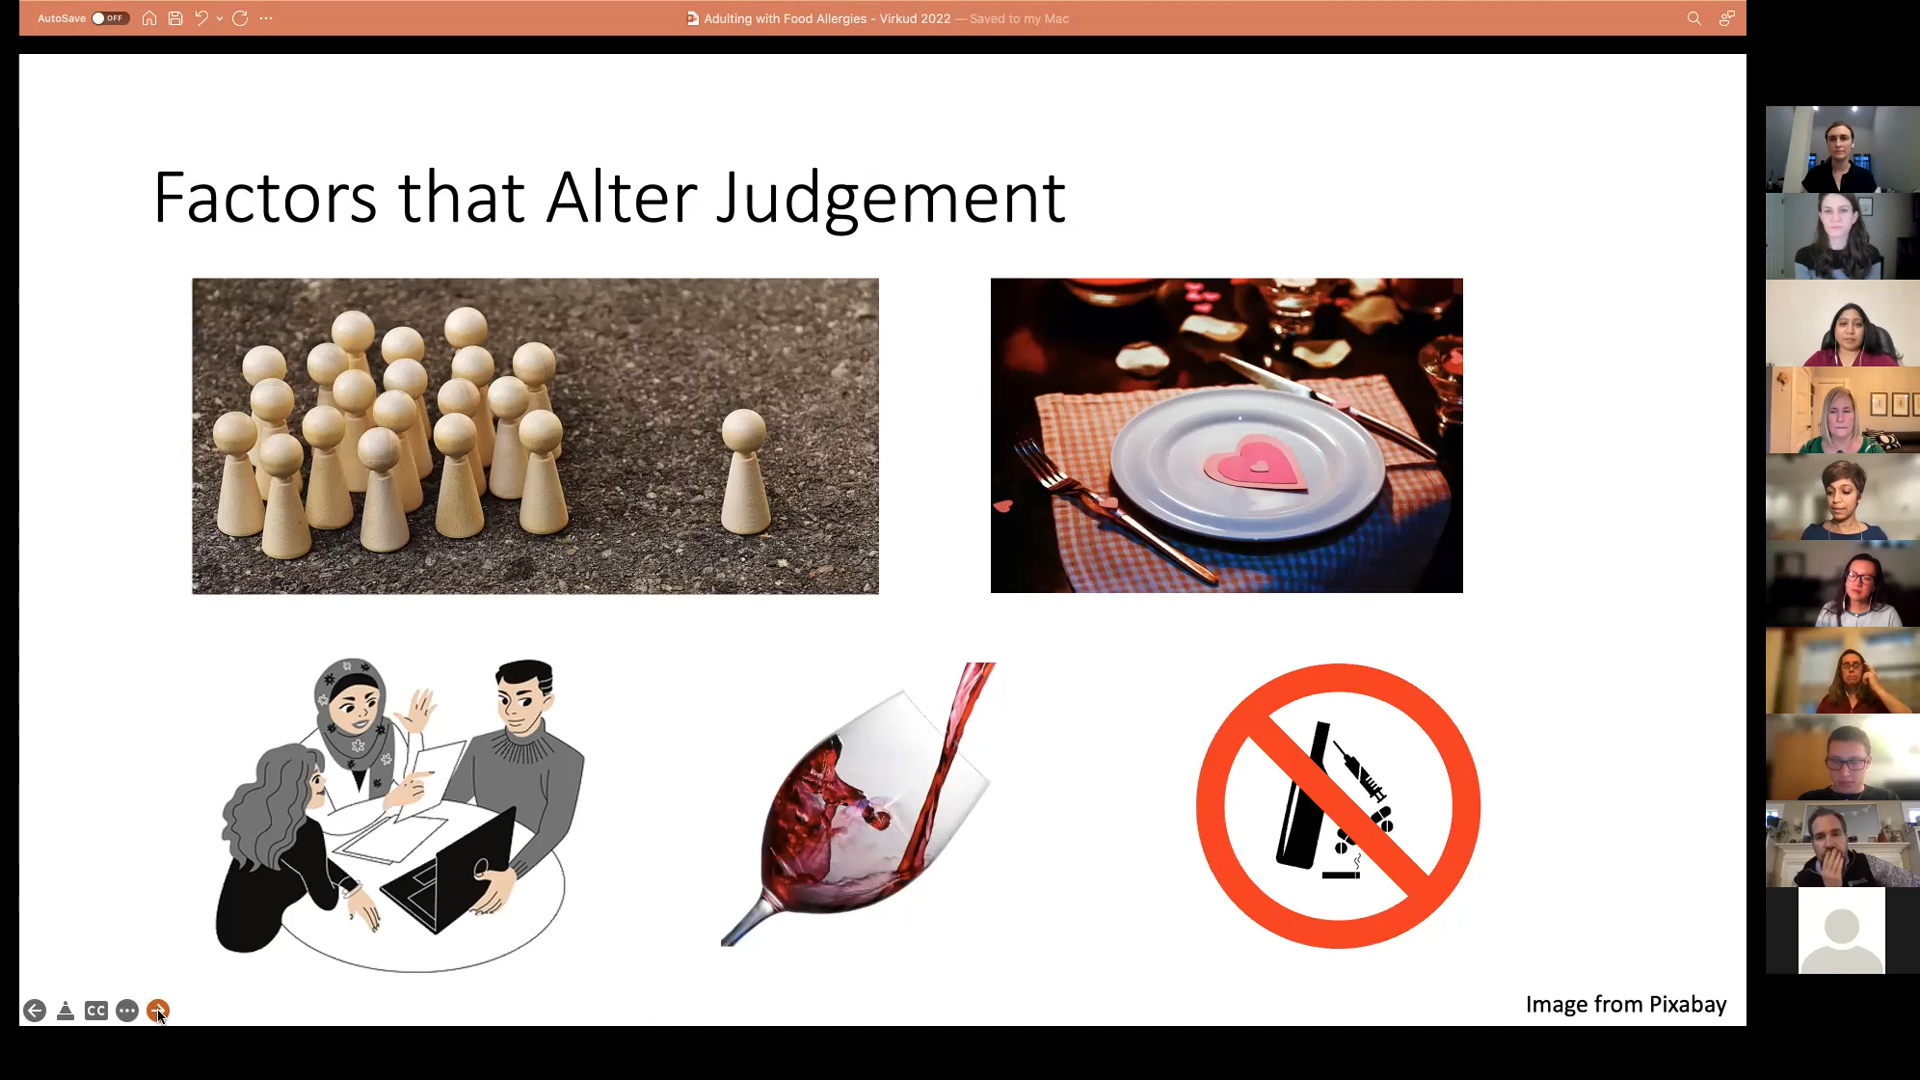 AutoSave OFF
Adulting with Food Allergies - Virkud 2022 — Saved to my Mac
Factors that Alter Judgement
CC
Image from Pixabay